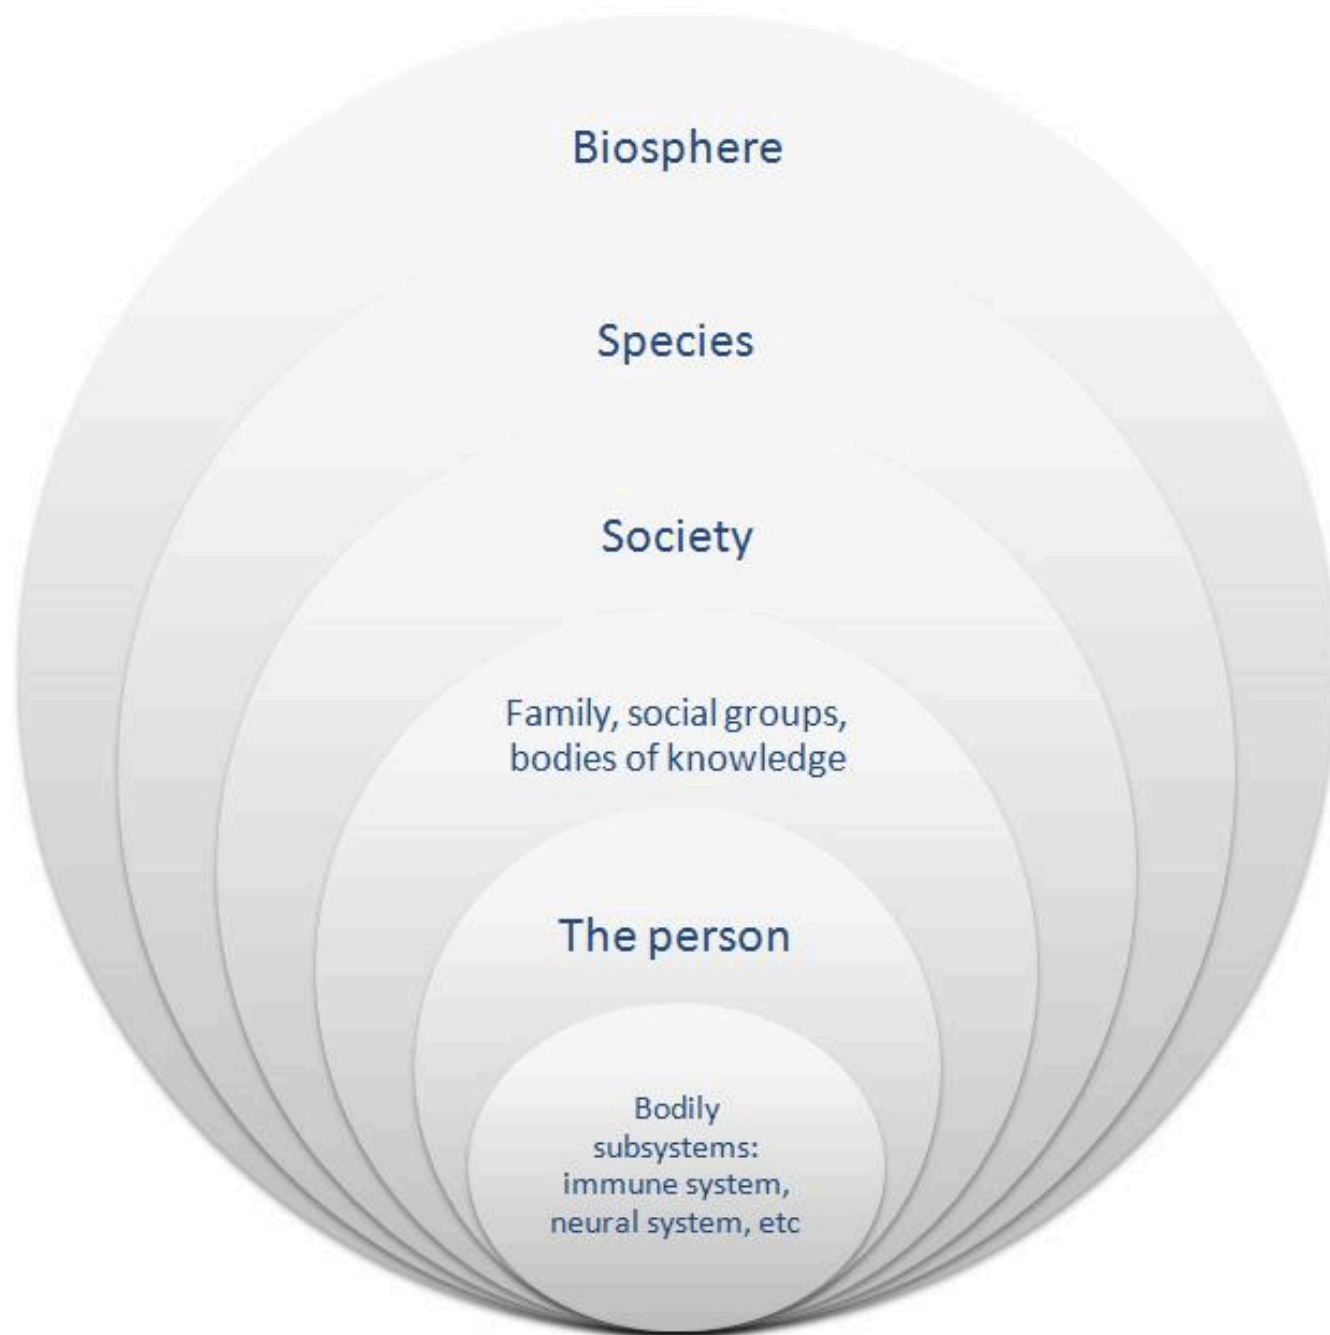 Biosphere
Species
Society
Family, social groups,
bodies of knowledge
The person
Bodily
subsystems:
immune system,
neural system, etc